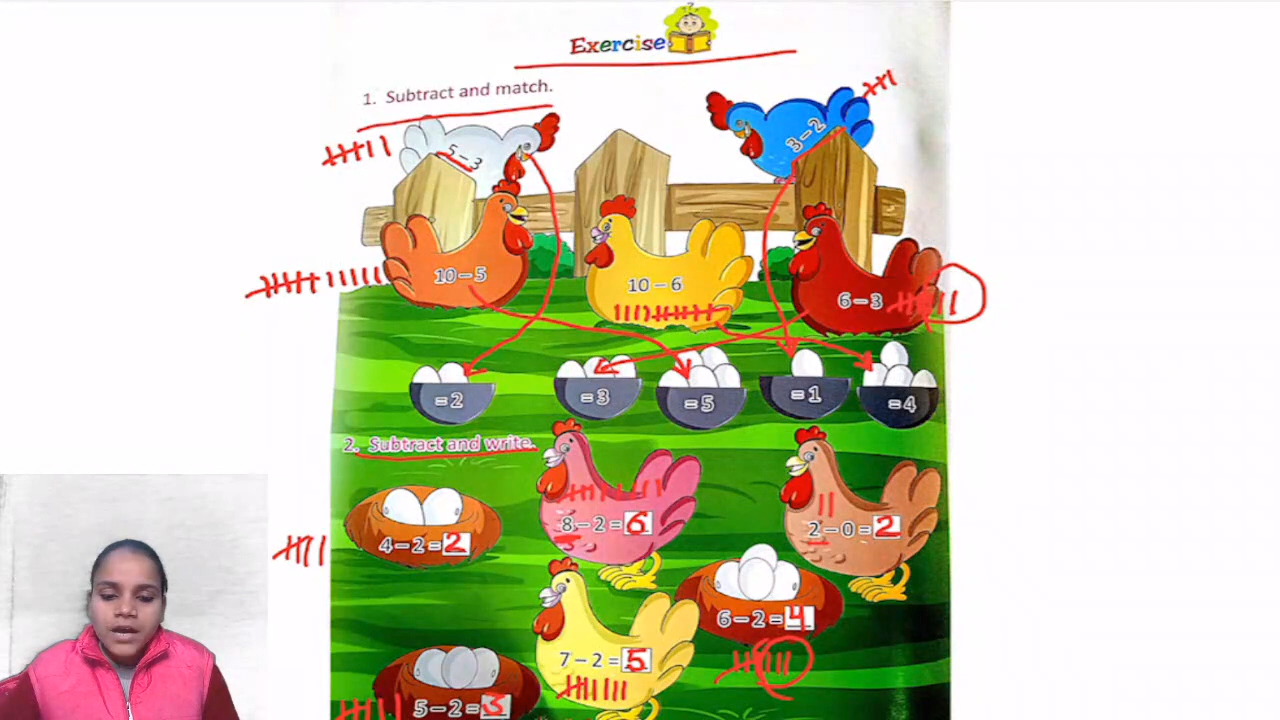 Exercise
1. Subtract and match.
5 – 3
3 – 2
10 – 5
10 – 6
6 – 3
= 2
= 3
= 5
= 1
= 4
2. Subtract and write.
4 – 2 = 2
8 – 2 = 6
2 – 0 = 2
6 – 2 = 4
7 – 2 = 5
5 – 2 = 3